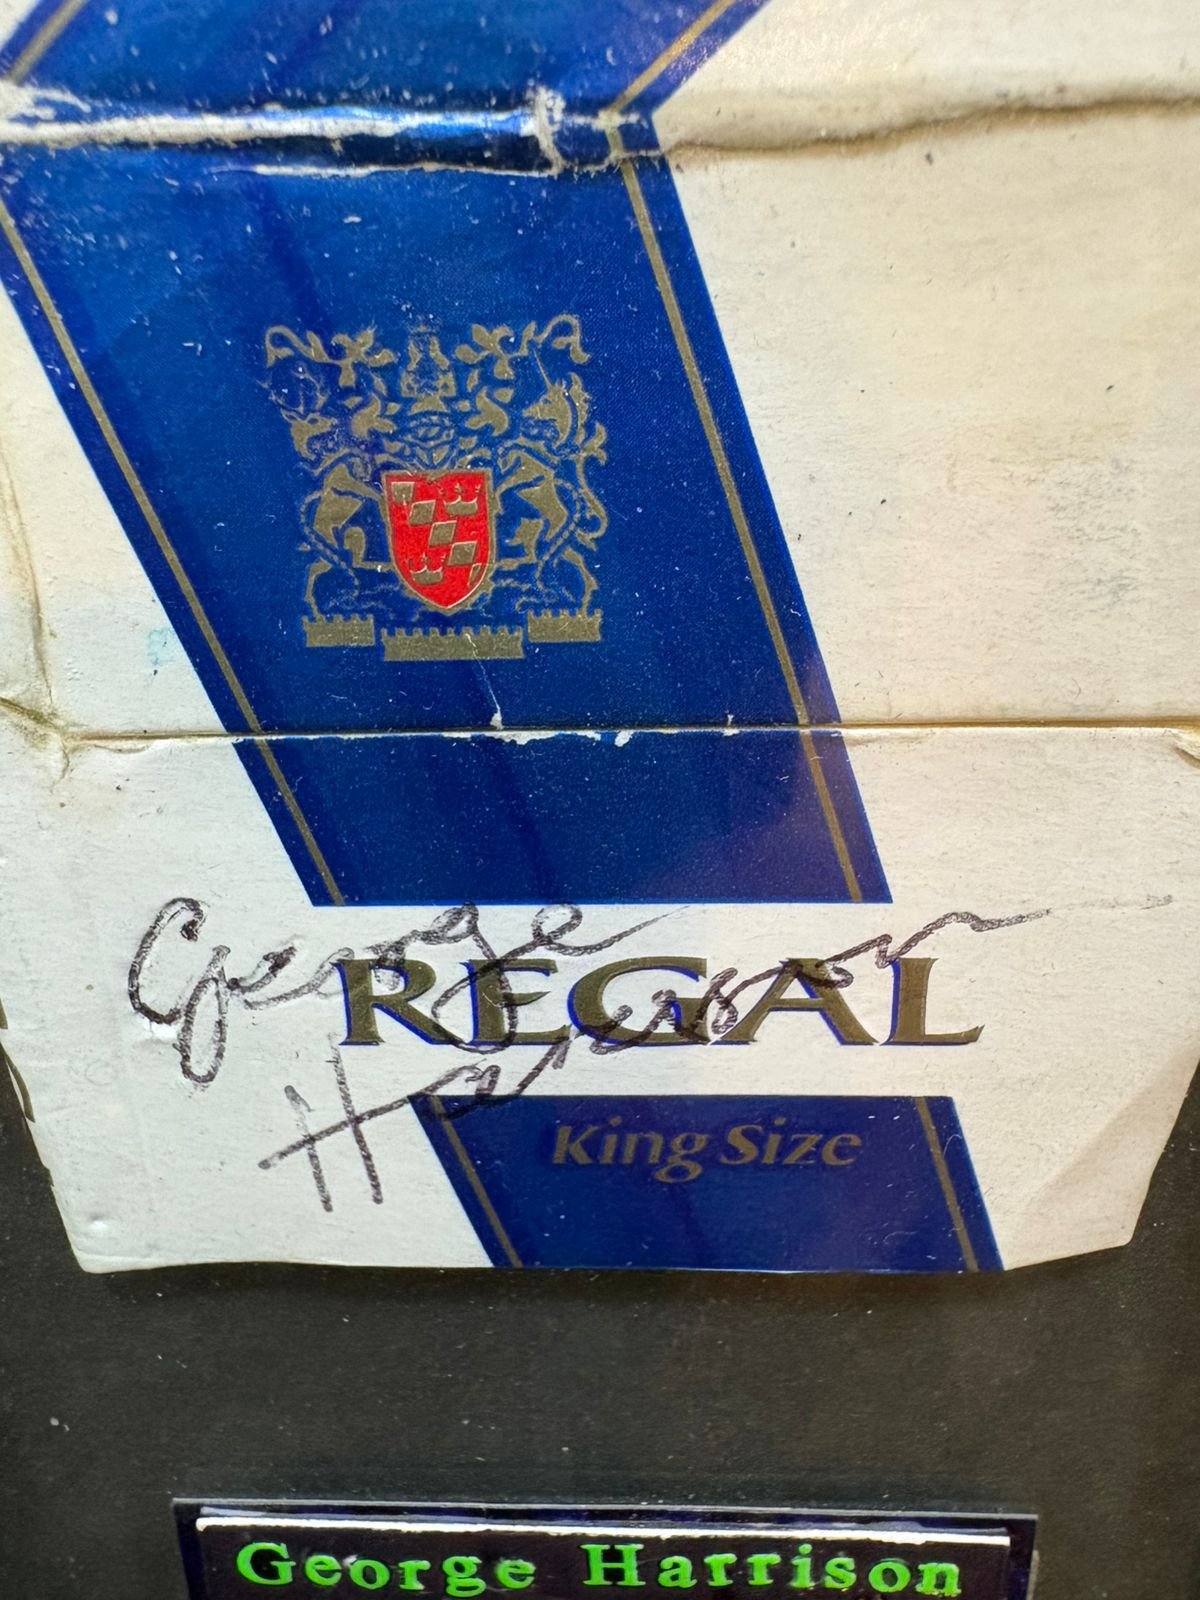 George
Harrison
REGAL
King Size
George Harrison